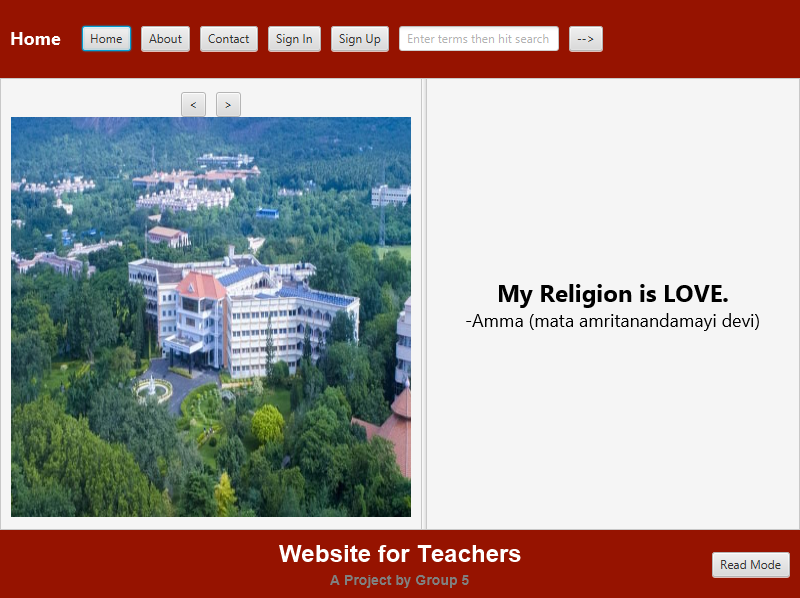 Home Home About Contact Sign In Sign Up Enter terms then hit search -->
< >
My Religion is LOVE.
-Amma (mata amritanandamayi devi)
Website for Teachers
A Project by Group 5
Read Mode